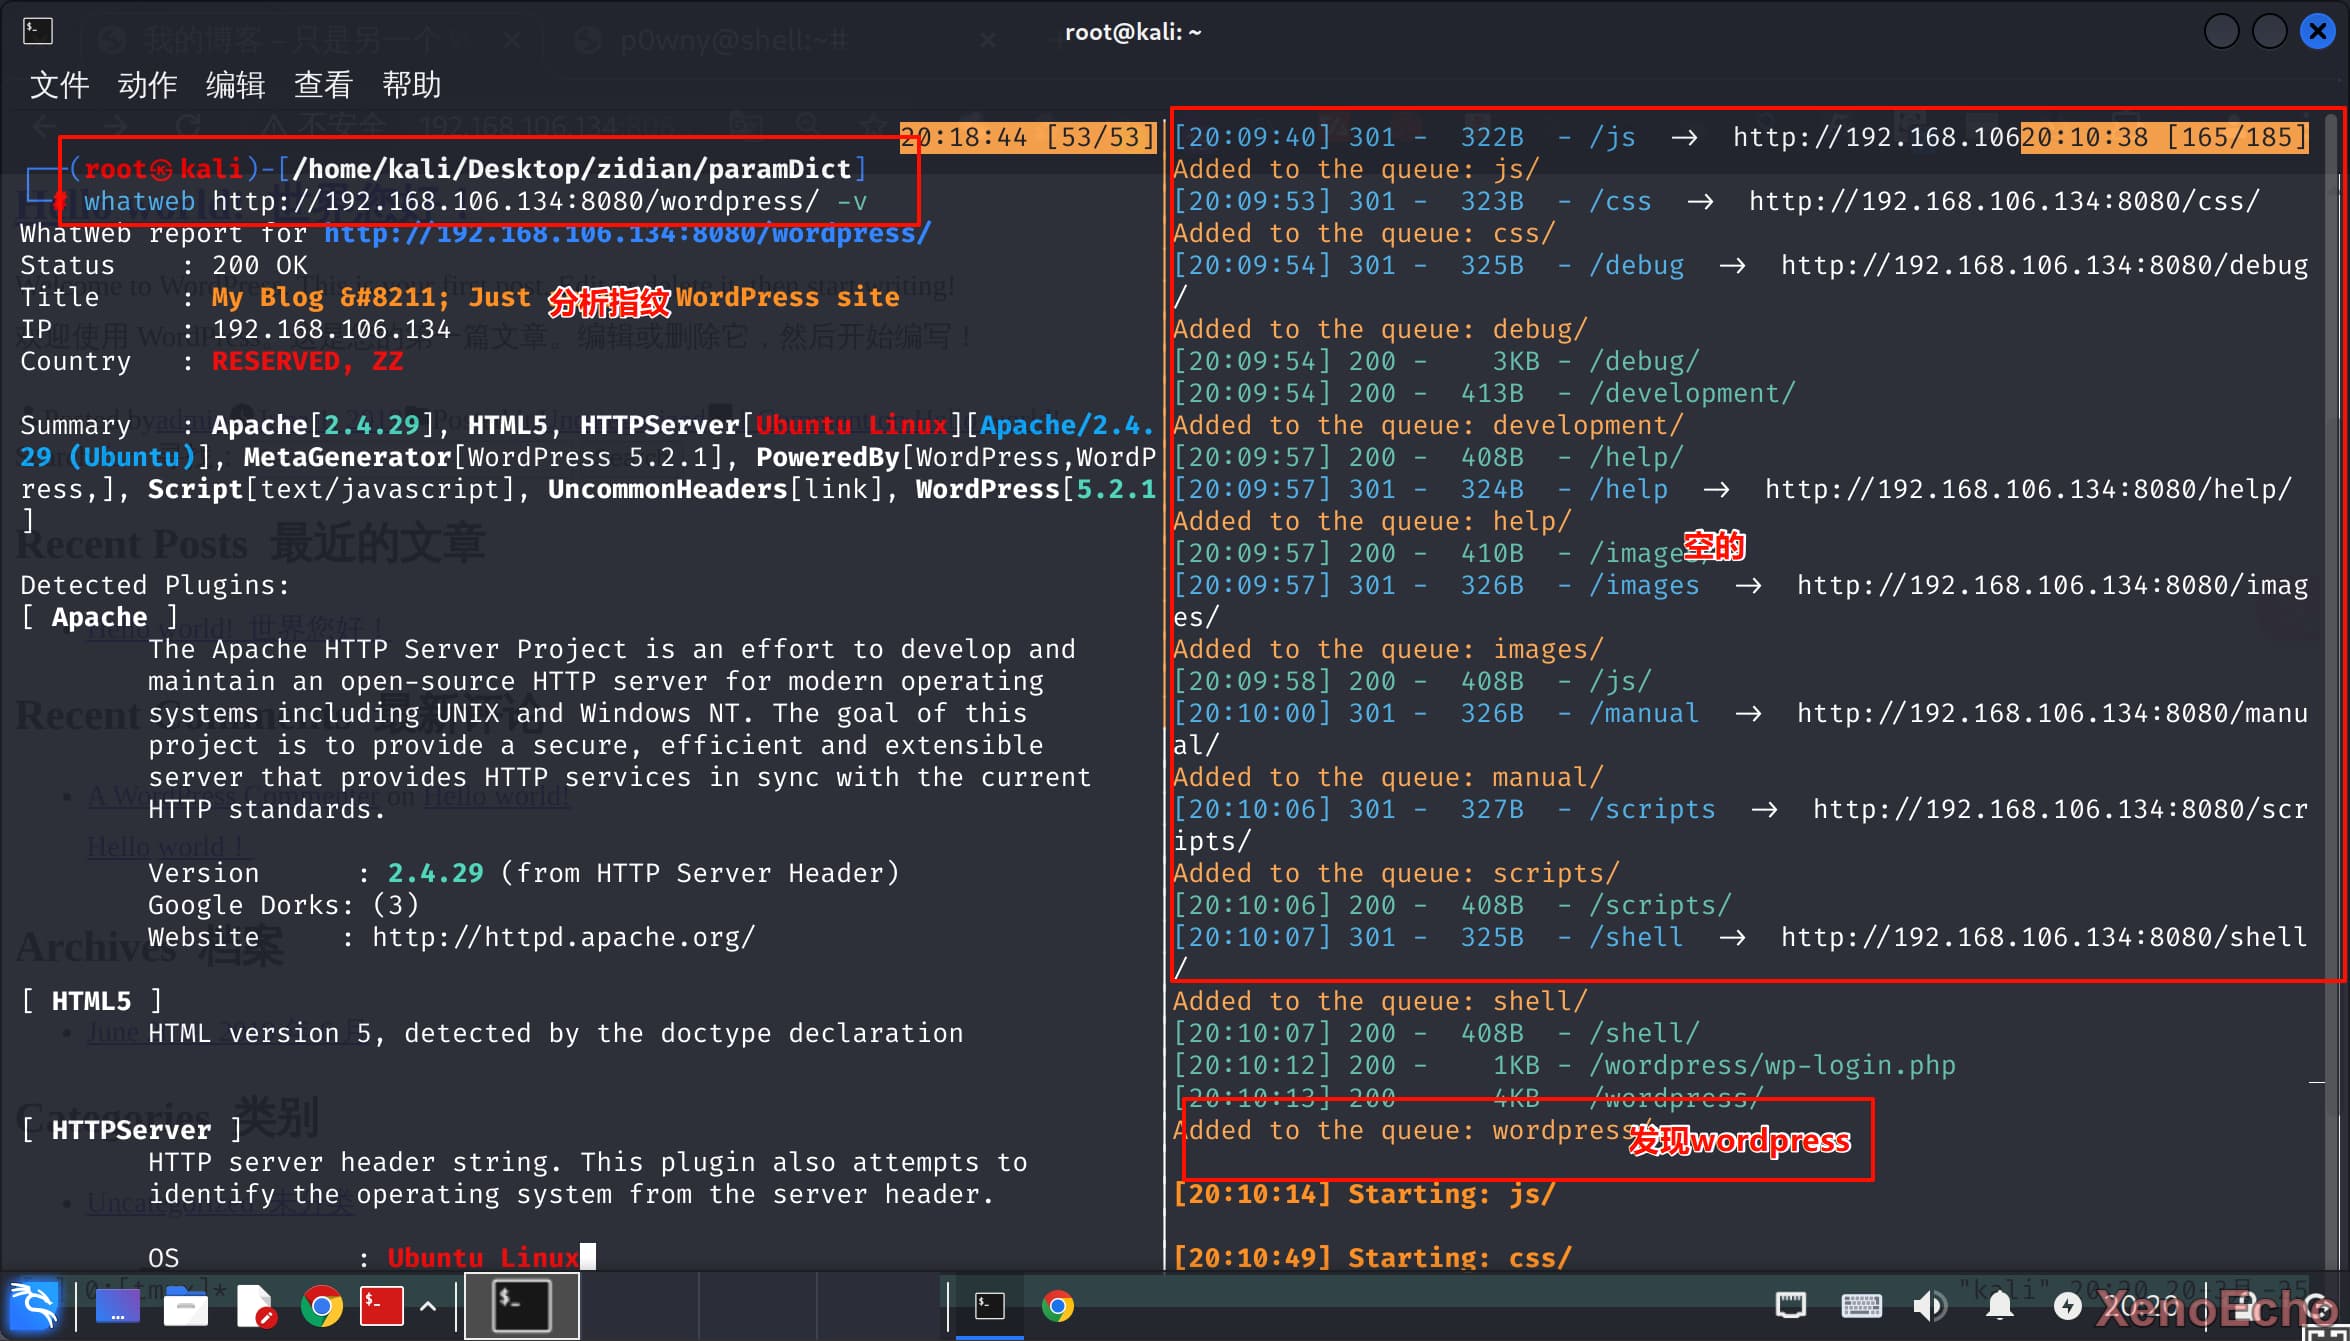 root@kali: ~
文件 动作 编辑 查看 帮助
20:18:44 [53/53]
(root㉿kali)-[/home/kali/Desktop/zidian/paramDict]
# whatweb http://192.168.106.134:8080/wordpress/ -v
WhatWeb report for http://192.168.106.134:8080/wordpress/
Status    : 200 OK
Title     : My Blog &#8211; Just 分析指纹 WordPress site
IP        : 192.168.106.134
Country   : RESERVED, ZZ
Summary   : Apache[2.4.29], HTML5, HTTPServer[Ubuntu Linux][Apache/2.4.
29 (Ubuntu)], MetaGenerator[WordPress 5.2.1], PoweredBy[WordPress,WordP
ress,], Script[text/javascript], UncommonHeaders[link], WordPress[5.2.1
]
Detected Plugins:
[ Apache ]
The Apache HTTP Server Project is an effort to develop and
maintain an open-source HTTP server for modern operating
systems including UNIX and Windows NT. The goal of this
project is to provide a secure, efficient and extensible
server that provides HTTP services in sync with the current
HTTP standards.
Version      : 2.4.29 (from HTTP Server Header)
Google Dorks: (3)
Website     : http://httpd.apache.org/
[ HTML5 ]
HTML version 5, detected by the doctype declaration
[ HTTPServer ]
HTTP server header string. This plugin also attempts to
identify the operating system from the server header.
OS           : Ubuntu Linux
[20:09:40] 301 -  322B  - /js  →  http://192.168.106 20:10:38 [165/185]
Added to the queue: js/
[20:09:53] 301 -  323B  - /css  →  http://192.168.106.134:8080/css/
Added to the queue: css/
[20:09:54] 301 -  325B  - /debug  →  http://192.168.106.134:8080/debug
/
Added to the queue: debug/
[20:09:54] 200 -    3KB - /debug/
[20:09:54] 200 -  413B  - /development/
Added to the queue: development/
[20:09:57] 200 -  408B  - /help/
[20:09:57] 301 -  324B  - /help  →  http://192.168.106.134:8080/help/
Added to the queue: help/
[20:09:57] 200 -  410B  - /images/
空的
[20:09:57] 301 -  326B  - /images  →  http://192.168.106.134:8080/imag
es/
Added to the queue: images/
[20:09:58] 200 -  408B  - /js/
[20:10:00] 301 -  326B  - /manual  →  http://192.168.106.134:8080/manu
al/
Added to the queue: manual/
[20:10:06] 301 -  327B  - /scripts  →  http://192.168.106.134:8080/scr
ipts/
Added to the queue: scripts/
[20:10:06] 200 -  408B  - /scripts/
[20:10:07] 301 -  325B  - /shell  →  http://192.168.106.134:8080/shell
/
Added to the queue: shell/
[20:10:07] 200 -  408B  - /shell/
[20:10:12] 200 -    1KB - /wordpress/wp-login.php
[20:10:13] 200 -    4KB - /wordpress/
Added to the queue: wordpress/
发现wordpress
[20:10:14] Starting: js/
[20:10:49] Starting: css/
20:20
XenoEcho